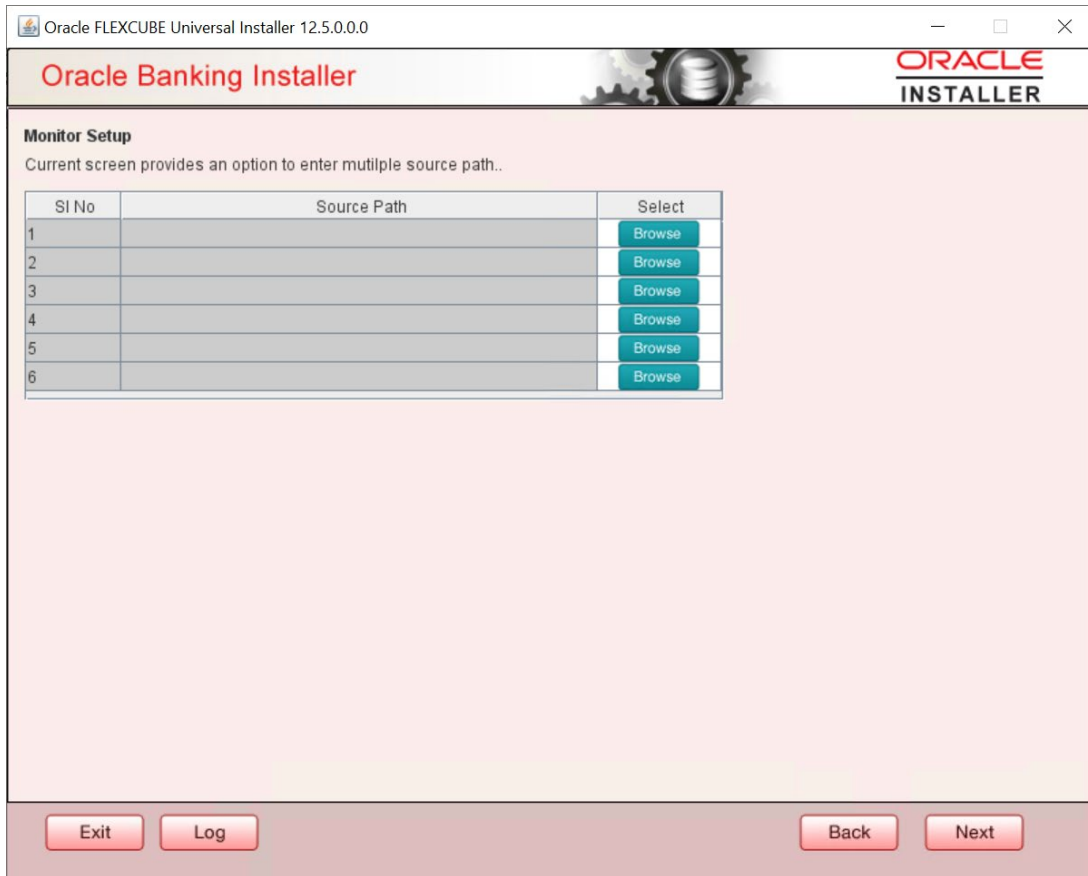 Oracle FLEXCUBE Universal Installer 12.5.0.0.0
Oracle Banking Installer
ORACLE
INSTALLER
Monitor Setup
Current screen provides an option to enter mutilple source path..
SI No Source Path Select
1 Browse
2 Browse
3 Browse
4 Browse
5 Browse
6 Browse
Exit Log Back Next